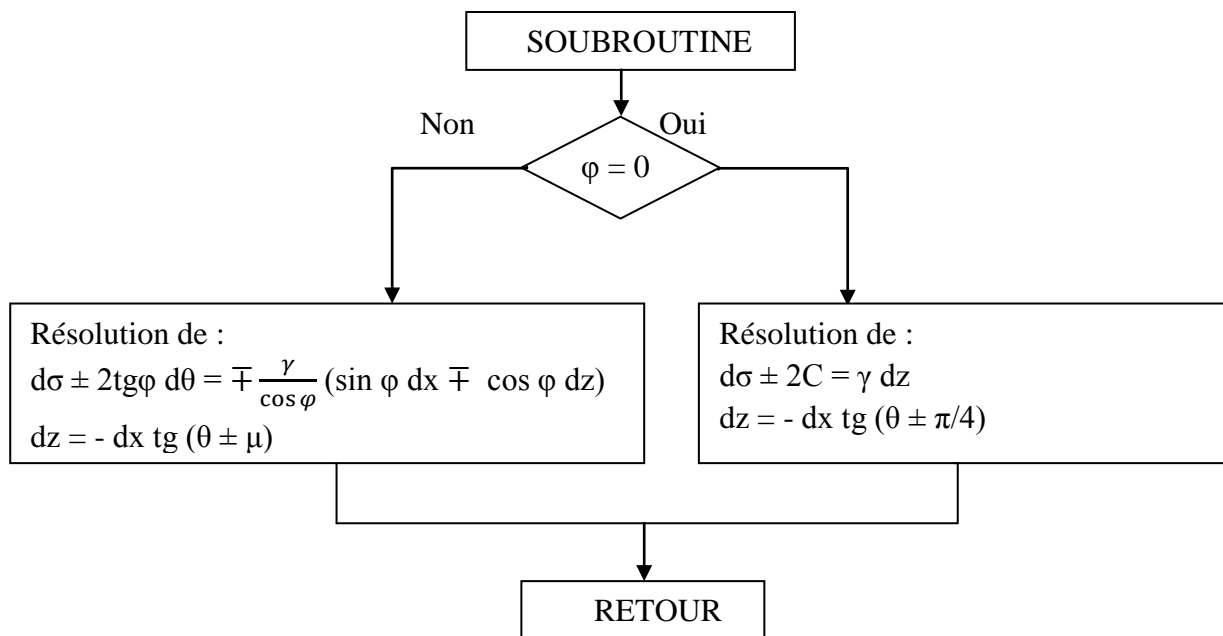 SOUBROUTINE
Non
Oui
φ = 0
Résolution de :
dσ ± 2tgφ dθ = ∓ γ/cos φ (sin φ dx ∓ cos φ dz)
dz = - dx tg (θ ± μ)
Résolution de :
dσ ± 2C = γ dz
dz = - dx tg (θ ± π/4)
RETOUR